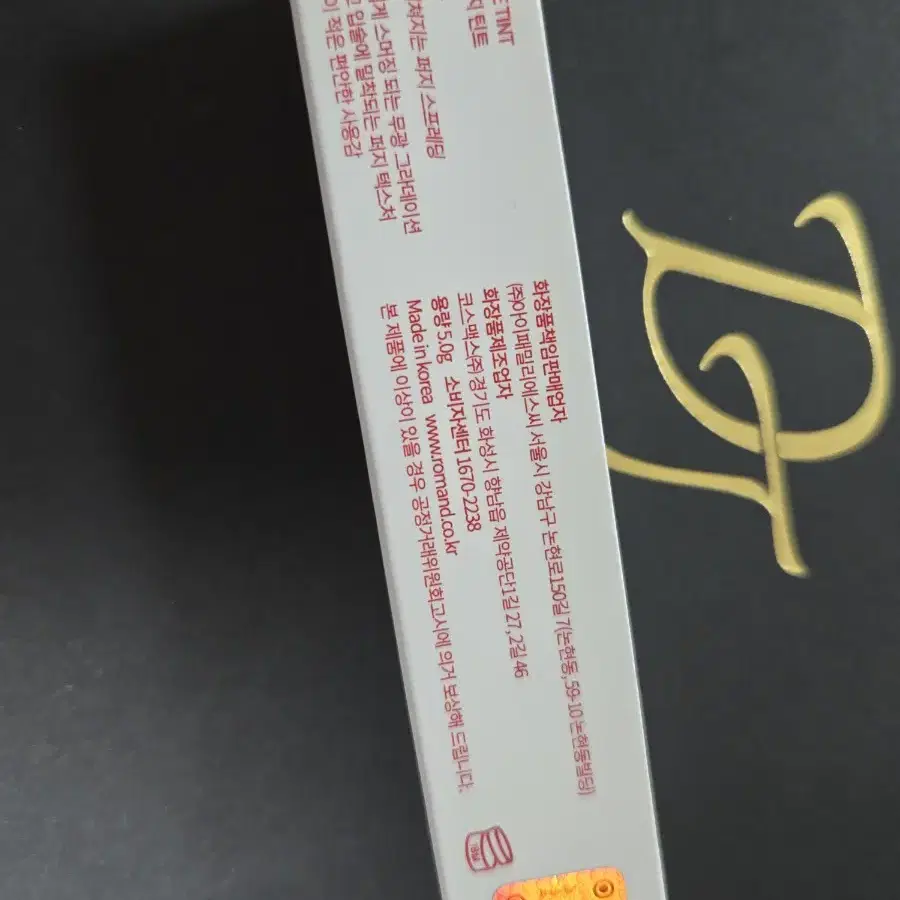 E TINT
지 틴트
쳐지는 퍼지 스프레딩
게 스머징 되는 무광 그라데이션
고 입술에 밀착되는 퍼지 텍스처
이 적은 편안한 사용감
화장품책임판매업자
(주)아이패밀리에스씨 서울시 강남구 논현로150길 7(논현동, 59-10 논현동빌딩)
화장품제조업자
코스맥스(주) 경기도 화성시 향남읍 제약공단1길 27, 2길 46
용량 5.0g 소비자센터 1670-2238
Made in korea www.romand.co.kr
본 제품에 이상이 있을 경우 공정거래위원회고시에 의거 보상해 드립니다.
18M